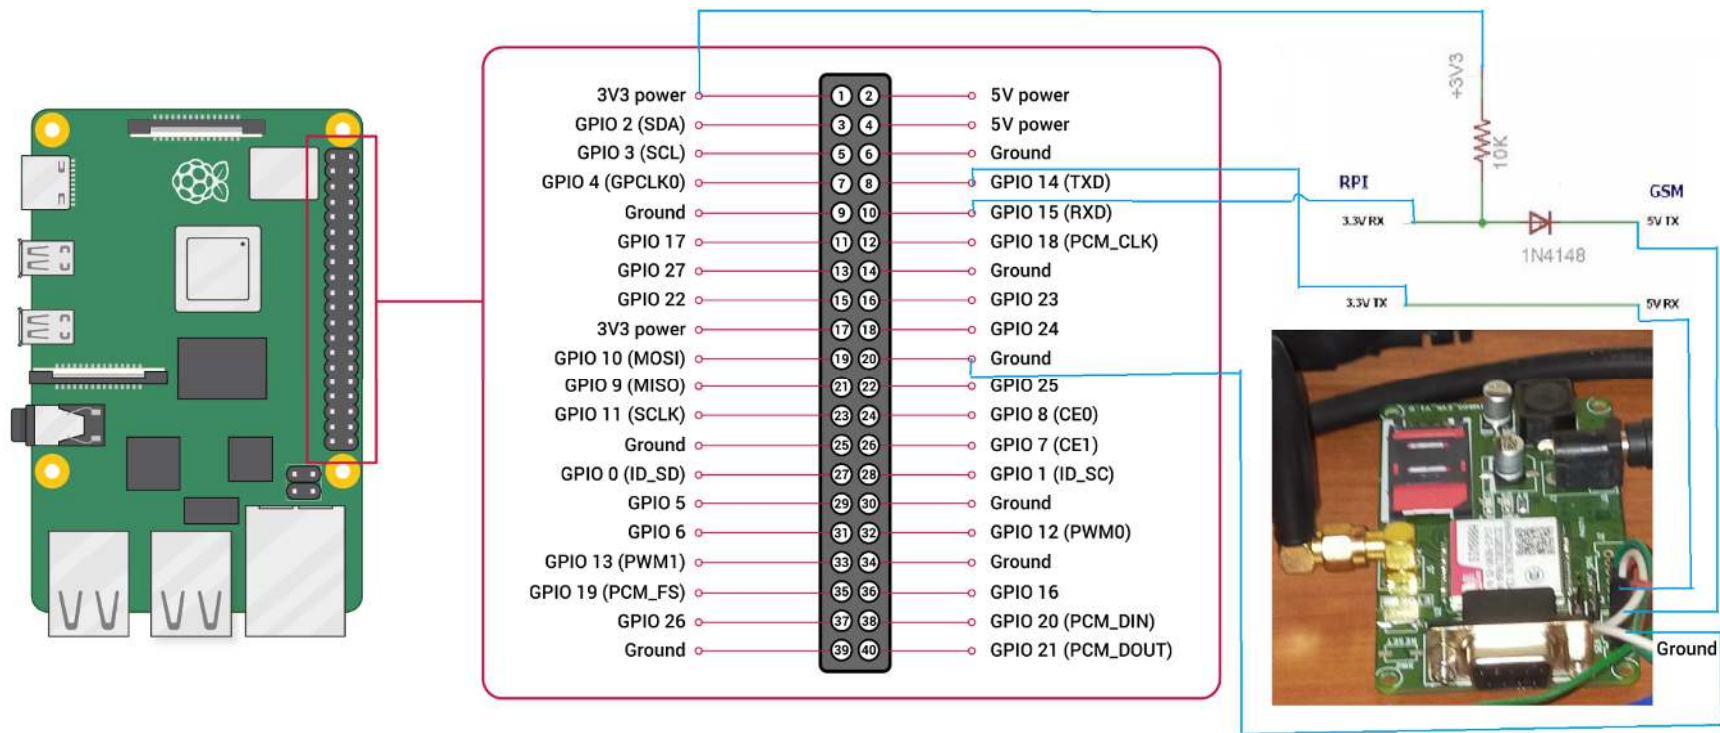 3V3 power 1 2 5V power
GPIO 2 (SDA) 3 4 5V power
GPIO 3 (SCL) 5 6 Ground
GPIO 4 (GPCLK0) 7 8 GPIO 14 (TXD)
Ground 9 10 GPIO 15 (RXD)
GPIO 17 11 12 GPIO 18 (PCM_CLK)
GPIO 27 13 14 Ground
GPIO 22 15 16 GPIO 23
3V3 power 17 18 GPIO 24
GPIO 10 (MOSI) 19 20 Ground
GPIO 9 (MISO) 21 22 GPIO 25
GPIO 11 (SCLK) 23 24 GPIO 8 (CE0)
Ground 25 26 GPIO 7 (CE1)
GPIO 0 (ID_SD) 27 28 GPIO 1 (ID_SC)
GPIO 5 29 30 Ground
GPIO 6 31 32 GPIO 12 (PWM0)
GPIO 13 (PWM1) 33 34 Ground
GPIO 19 (PCM_FS) 35 36 GPIO 16
GPIO 26 37 38 GPIO 20 (PCM_DIN)
Ground 39 40 GPIO 21 (PCM_DOUT)
+3V3
10K
RPI
GSM
3.3V RX
5V TX
1N4148
3.3V TX
5V RX
Ground